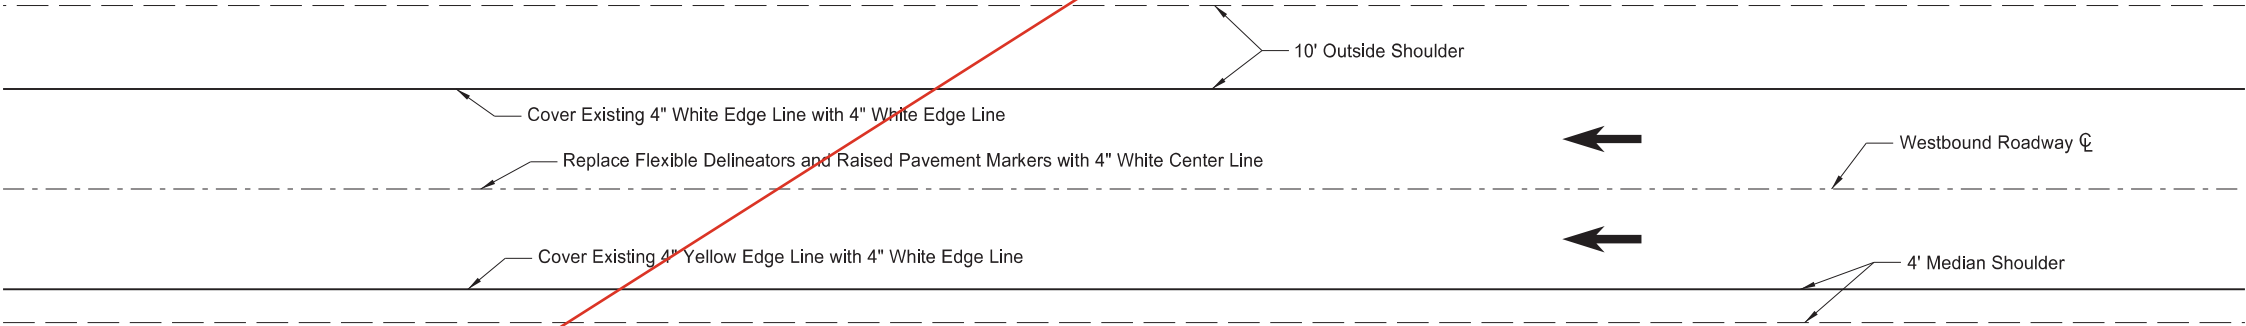 10' Outside Shoulder
Cover Existing 4" White Edge Line with 4" White Edge Line
Westbound Roadway ℄
Replace Flexible Delineators and Raised Pavement Markers with 4" White Center Line
Cover Existing 4" Yellow Edge Line with 4" White Edge Line
4' Median Shoulder